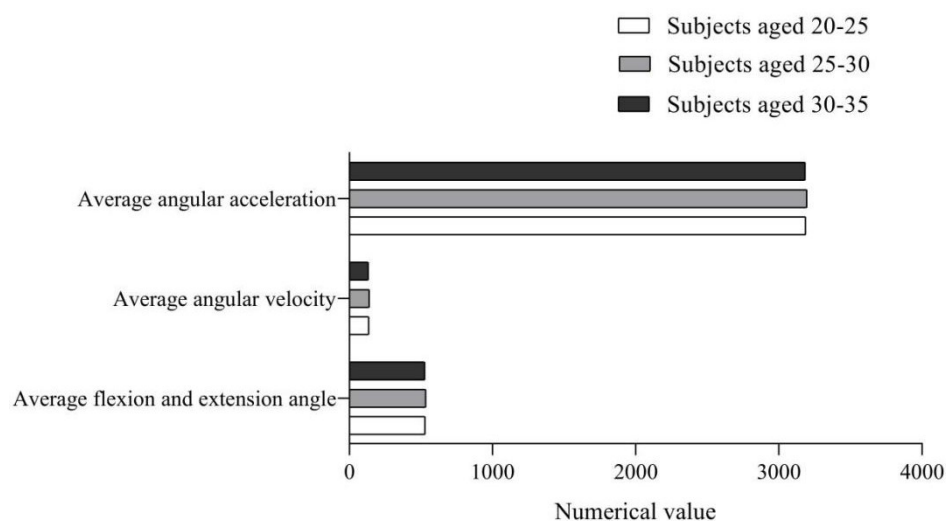 Subjects aged 20-25
Subjects aged 25-30
Subjects aged 30-35
Average angular acceleration
Average angular velocity
Average flexion and extension angle
0 1000 2000 3000 4000
Numerical value